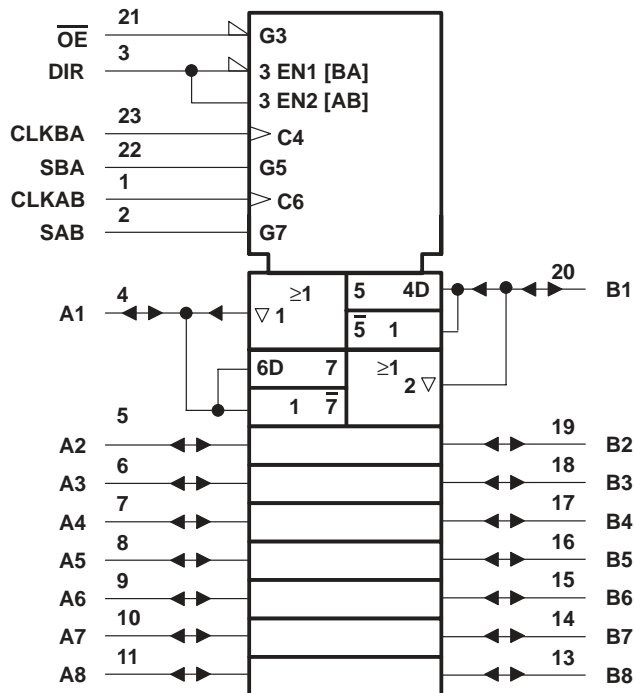 21
O̅E̅ G3
3
DIR 3 EN1 [BA]
3 EN2 [AB]
23
CLKBA C4
22
SBA G5
1
CLKAB C6
2
SAB G7
4 ≥1 5 4D 20
A1 ▽ 1 5̅ 1 B1
6D 7 ≥1
2 ▽
1 7̅
5 19
A2 B2
6 18
A3 B3
7 17
A4 B4
8 16
A5 B5
9 15
A6 B6
10 14
A7 B7
11 13
A8 B8